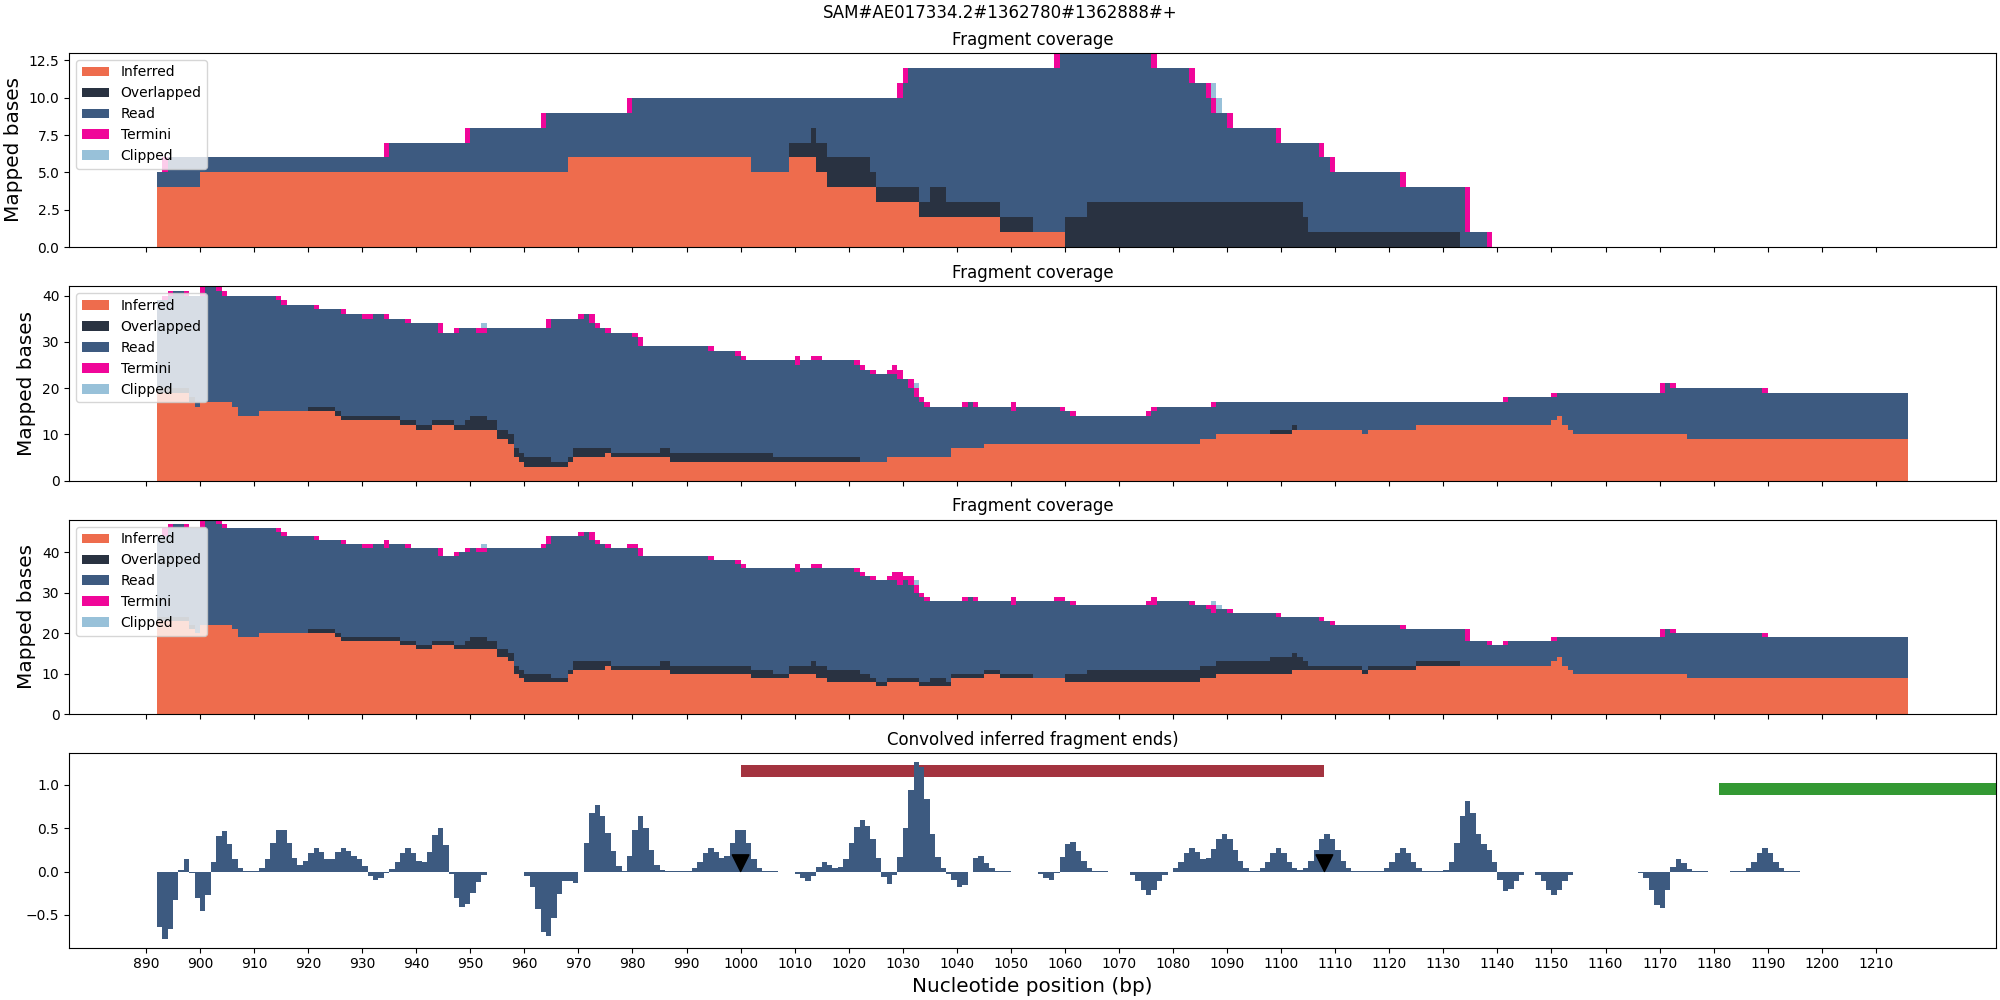 SAM#AE017334.2#1362780#1362888#+
Fragment coverage
Mapped bases
12.5
10.0
7.5
5.0
2.5
0.0
Inferred
Overlapped
Read
Termini
Clipped
Fragment coverage
Mapped bases
40
30
20
10
0
Inferred
Overlapped
Read
Termini
Clipped
Fragment coverage
Mapped bases
40
30
20
10
0
Inferred
Overlapped
Read
Termini
Clipped
Convolved inferred fragment ends)
1.0
0.5
0.0
−0.5
890 900 910 920 930 940 950 960 970 980 990 1000 1010 1020 1030 1040 1050 1060 1070 1080 1090 1100 1110 1120 1130 1140 1150 1160 1170 1180 1190 1200 1210
Nucleotide position (bp)